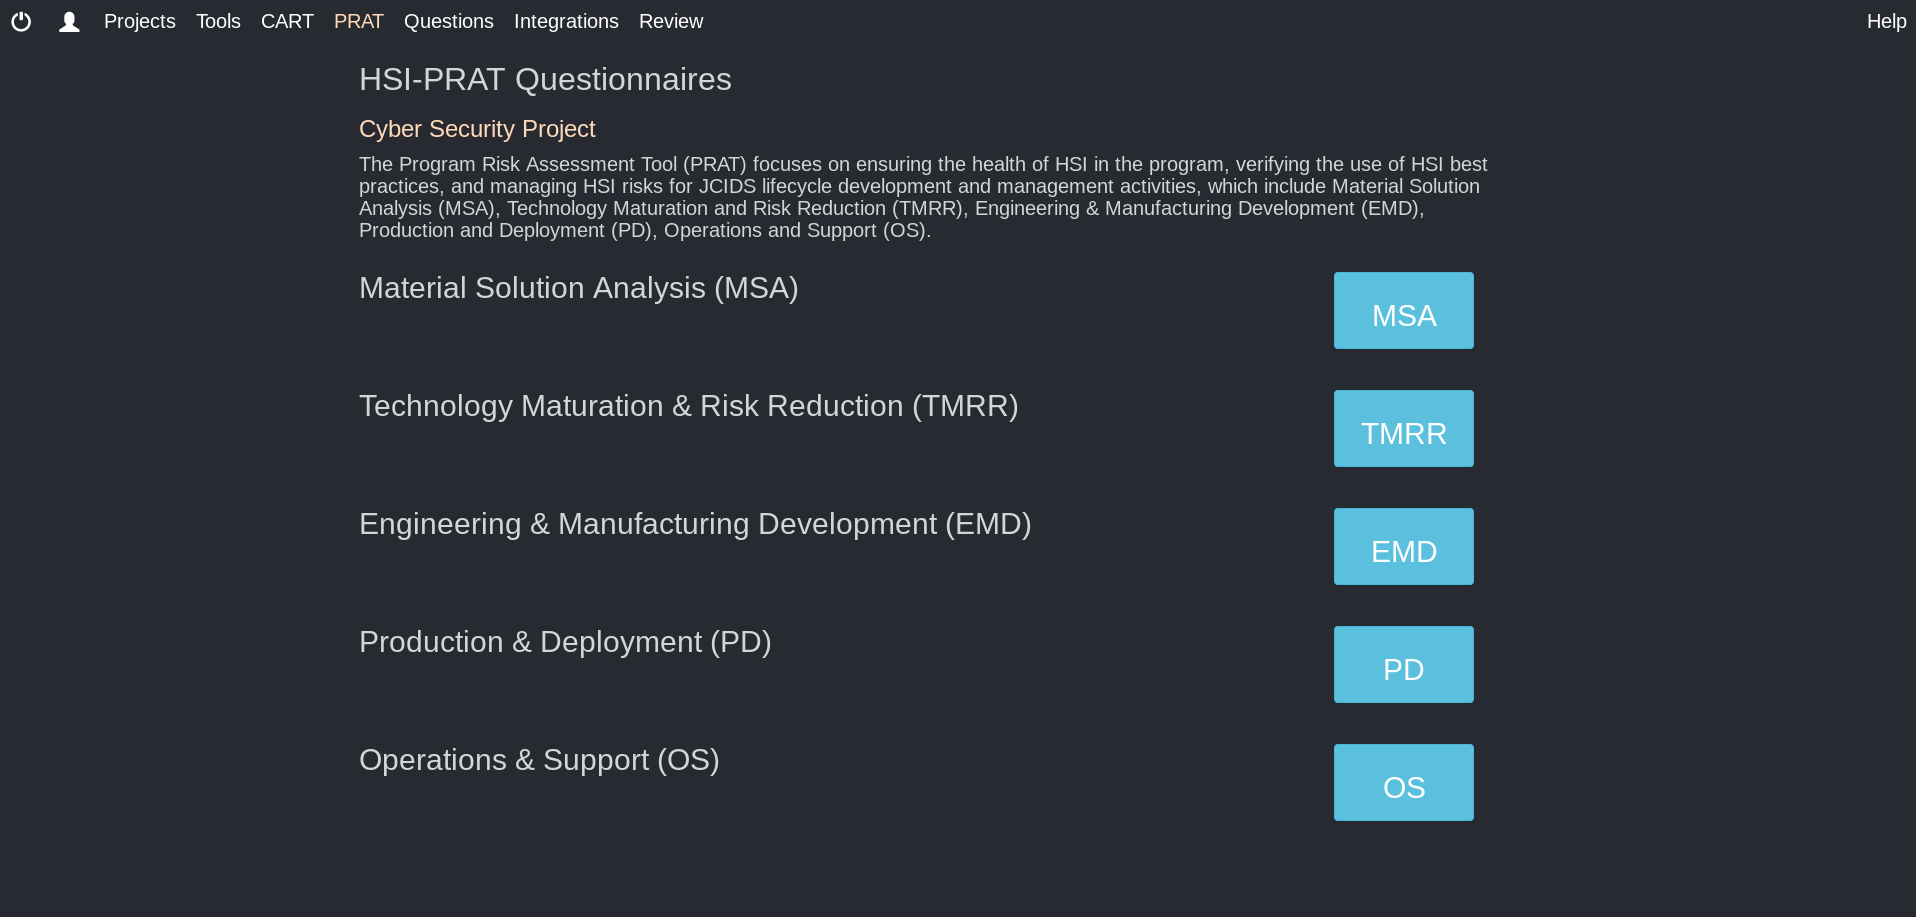 Projects Tools CART PRAT Questions Integrations Review Help
HSI-PRAT Questionnaires
Cyber Security Project
The Program Risk Assessment Tool (PRAT) focuses on ensuring the health of HSI in the program, verifying the use of HSI best
practices, and managing HSI risks for JCIDS lifecycle development and management activities, which include Material Solution
Analysis (MSA), Technology Maturation and Risk Reduction (TMRR), Engineering & Manufacturing Development (EMD),
Production and Deployment (PD), Operations and Support (OS).
Material Solution Analysis (MSA)
MSA
Technology Maturation & Risk Reduction (TMRR)
TMRR
Engineering & Manufacturing Development (EMD)
EMD
Production & Deployment (PD)
PD
Operations & Support (OS)
OS